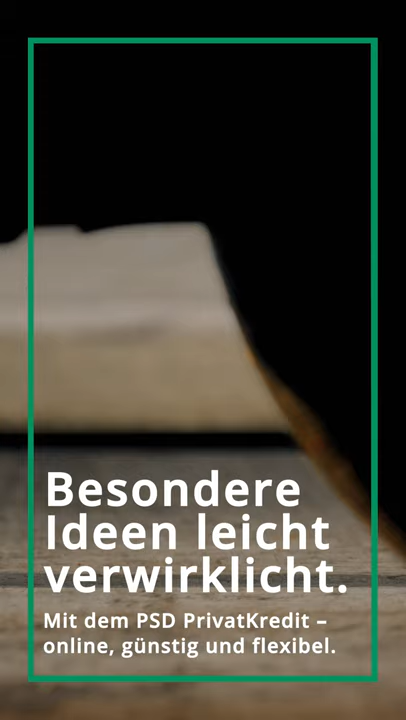 Besondere
Ideen leicht
verwirklicht.
Mit dem PSD PrivatKredit –
online, günstig und flexibel.